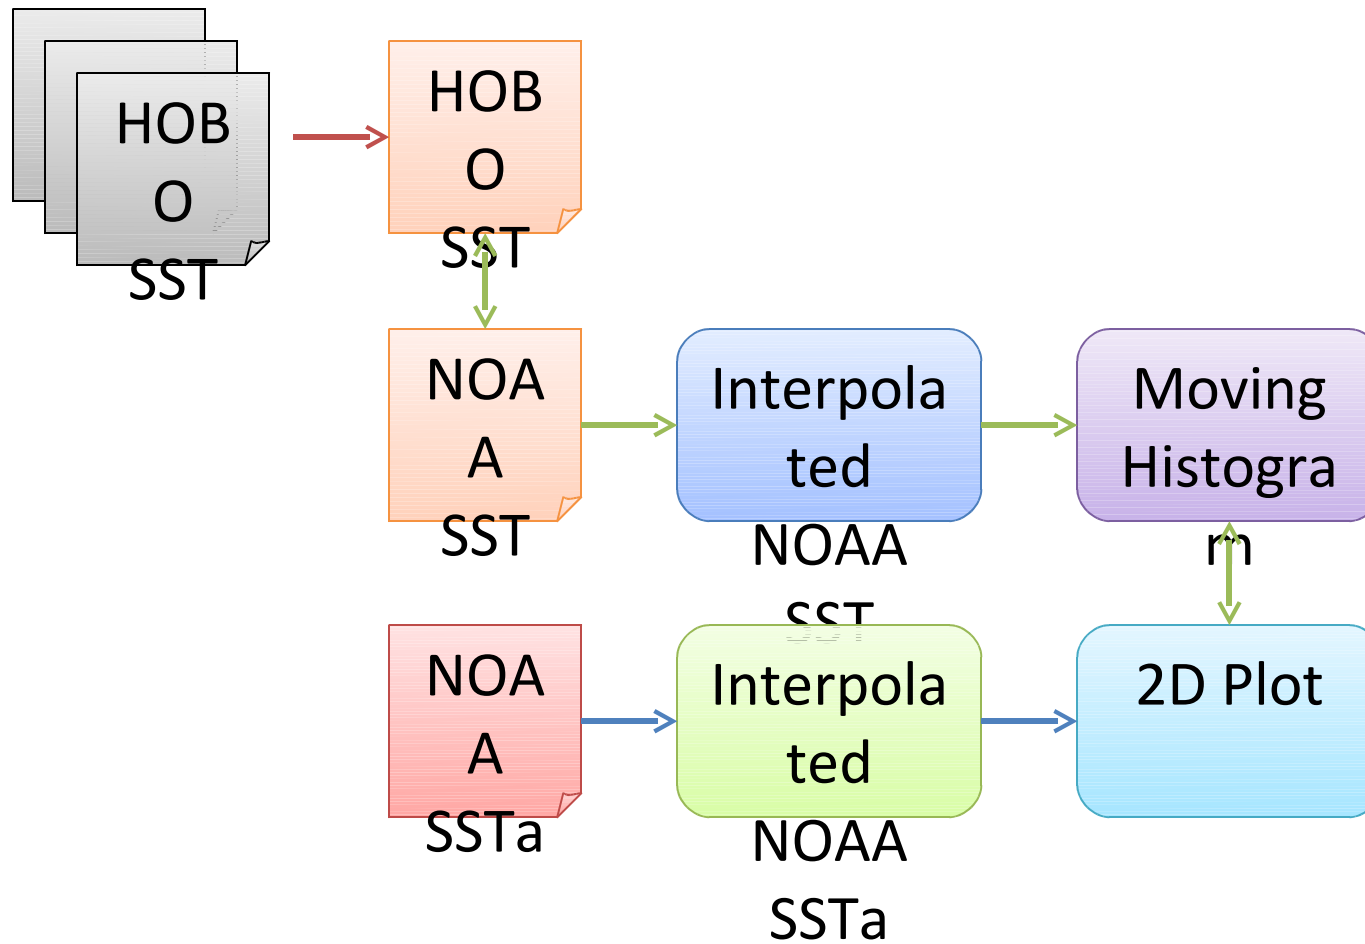 HOB
O
SST
HOB
O
SST
NOA
A
SST
Interpola
ted
NOAA
SST
Moving
Histogra
m
NOA
A
SSTa
Interpola
ted
NOAA
SSTa
2D Plot